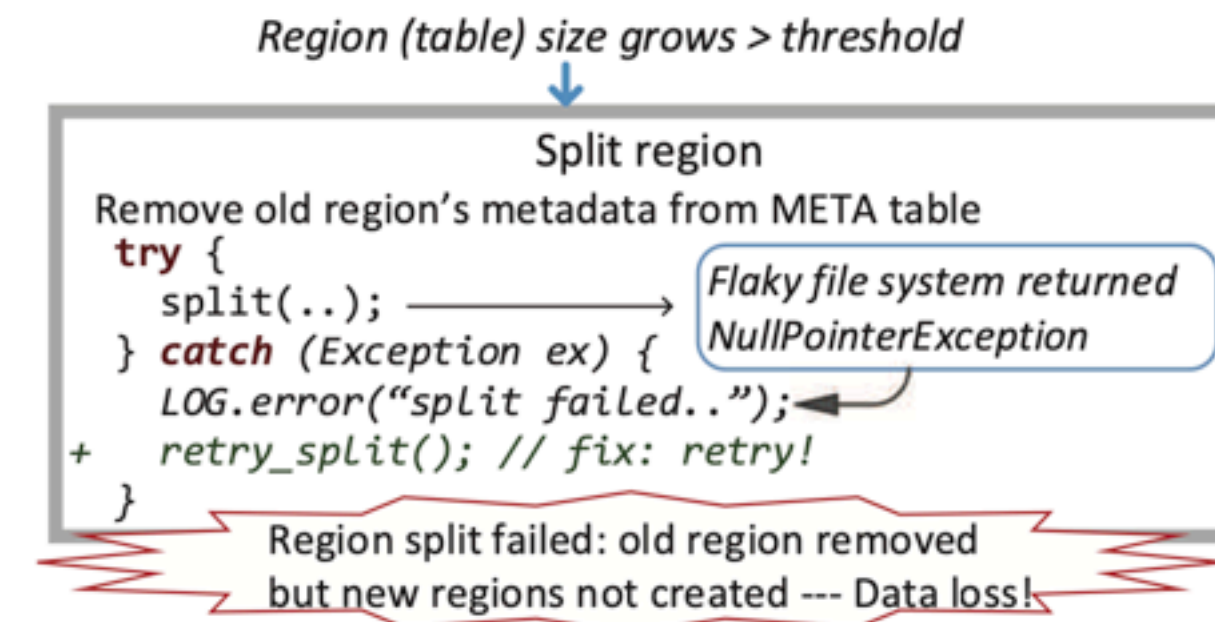 Region (table) size grows > threshold
Split region
Remove old region’s metadata from META table
try {
split(..);
Flaky file system returned
NullPointerException
} catch (Exception ex) {
LOG.error(“split failed..”);
+ retry_split(); // fix: retry!
}
Region split failed: old region removed
but new regions not created --- Data loss!